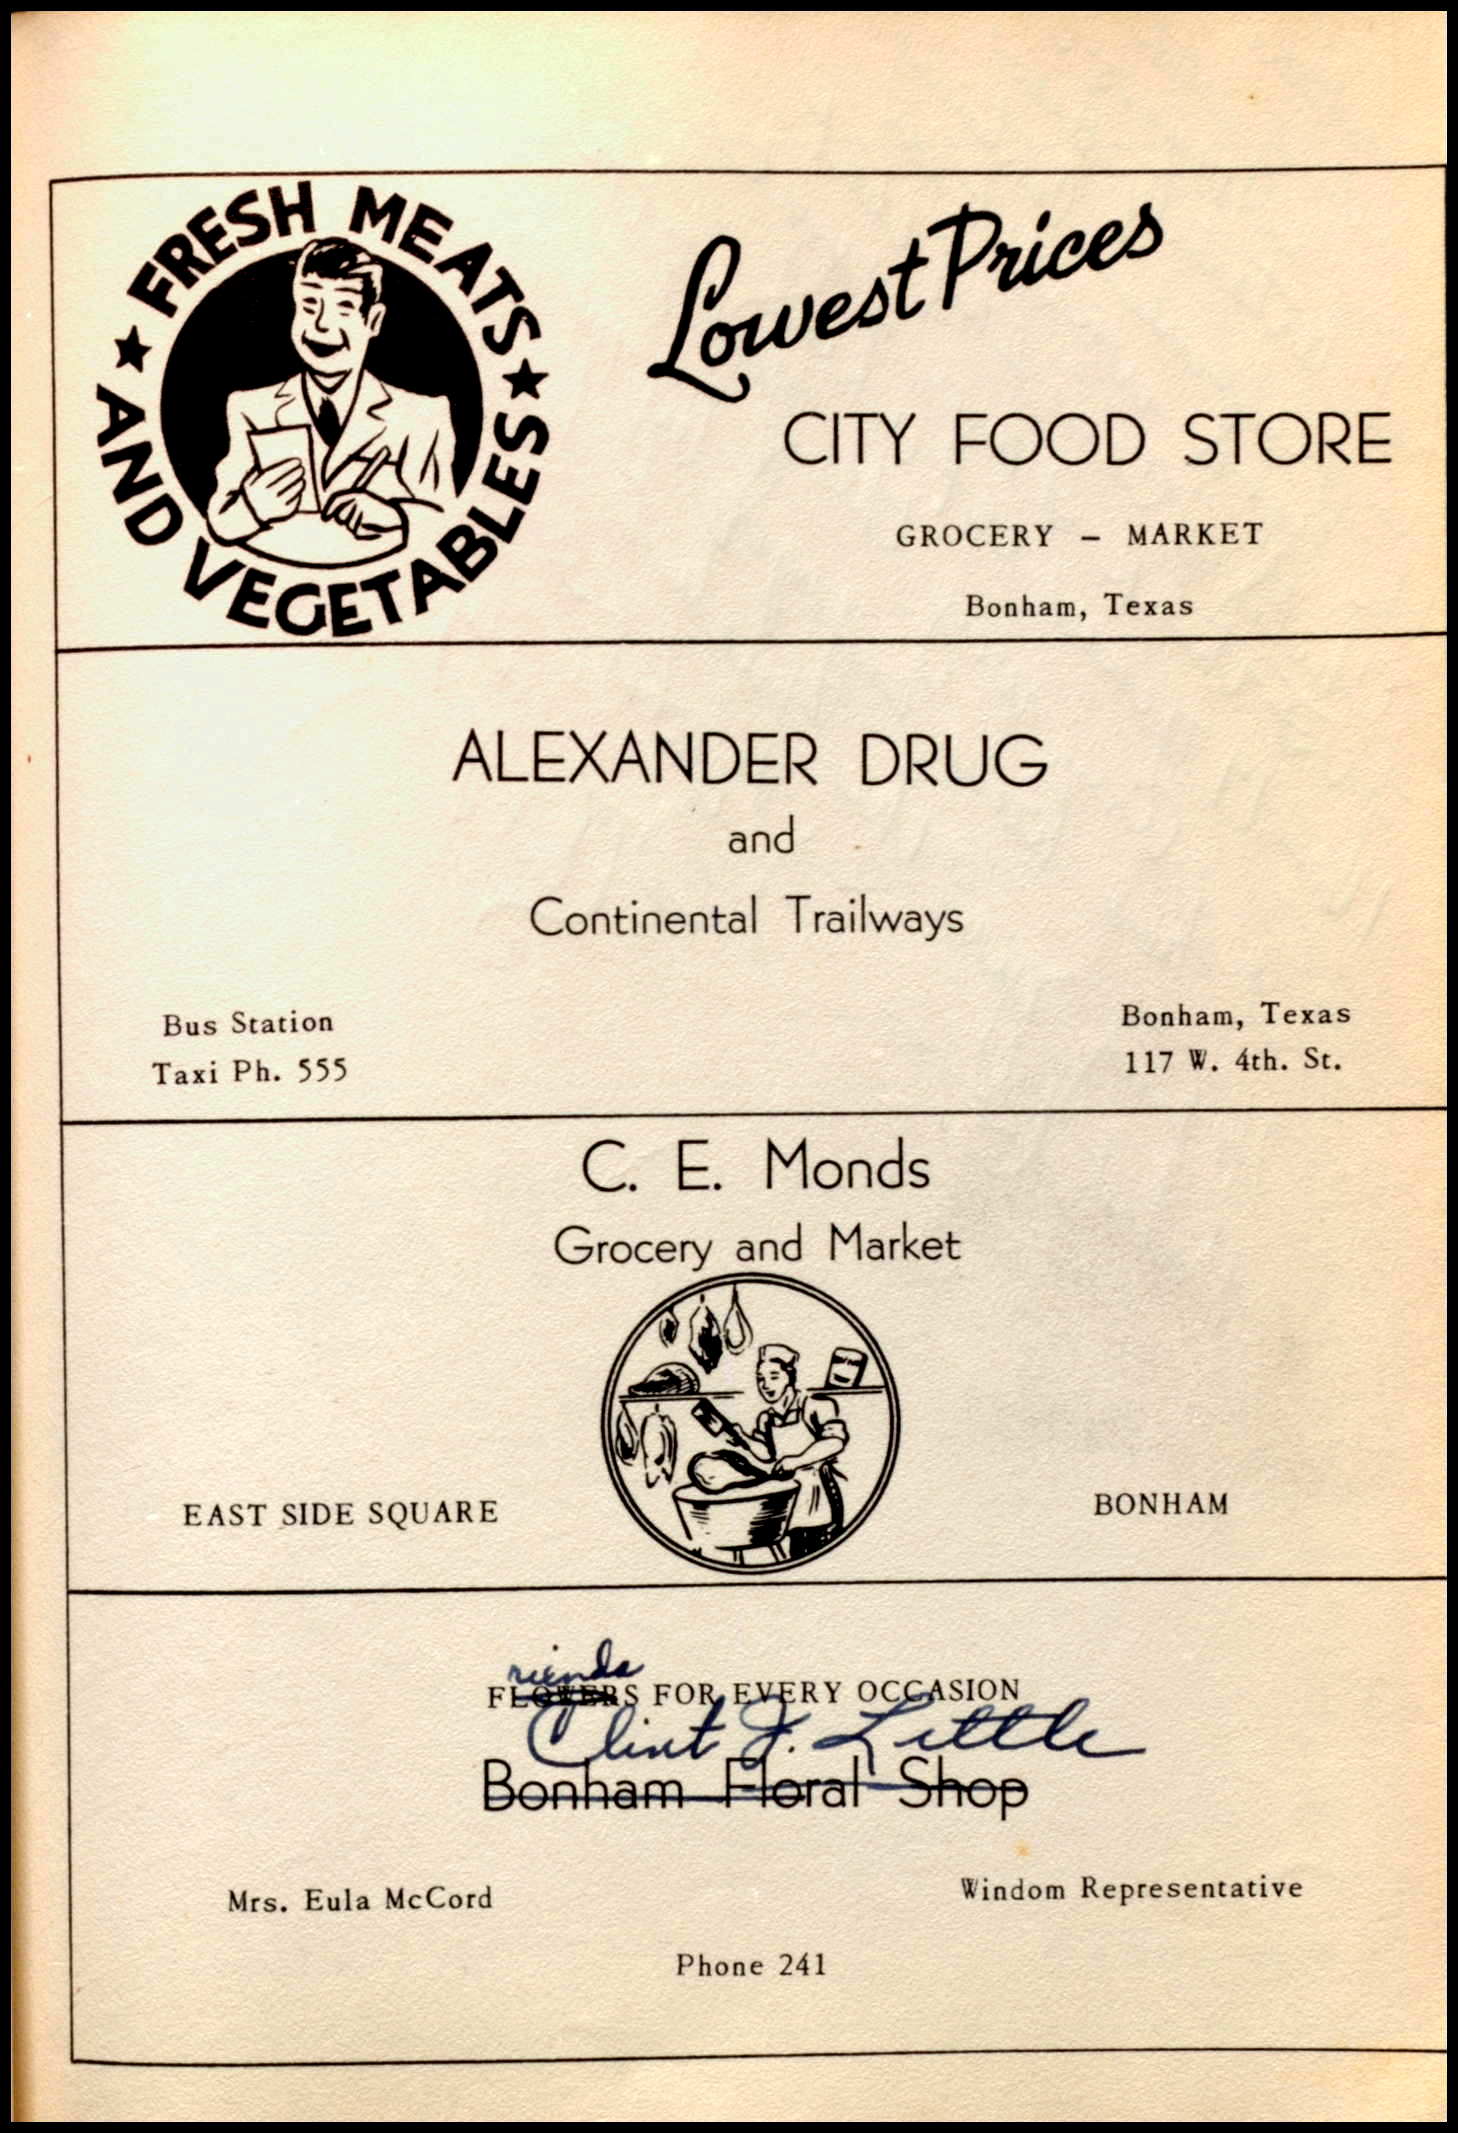 FRESH MEATS
AND VEGETABLES
Lowest Prices
CITY FOOD STORE
GROCERY - MARKET
Bonham, Texas
ALEXANDER DRUG
and
Continental Trailways
Bus Station
Bonham, Texas
Taxi Ph. 555
117 W. 4th. St.
C. E. Monds
Grocery and Market
EAST SIDE SQUARE
BONHAM
riends
FLOWERS FOR EVERY OCCASION
Clint J. Little
Bonham Floral Shop
Mrs. Eula McCord
Windom Representative
Phone 241